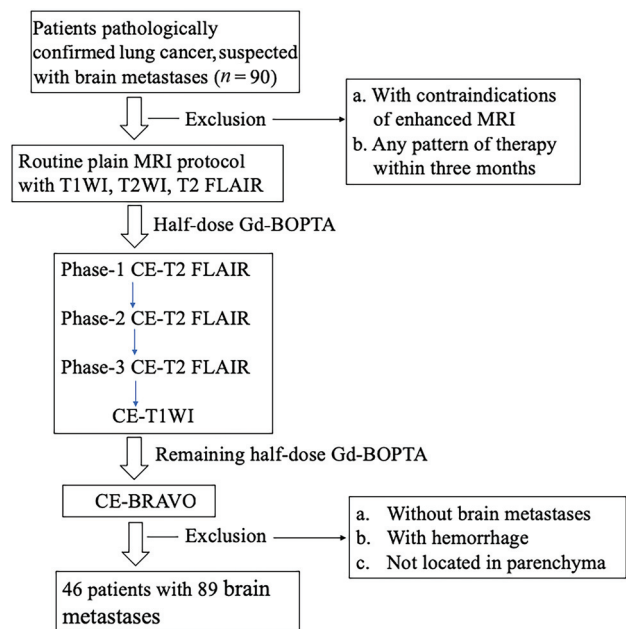 Patients pathologically
confirmed lung cancer, suspected
with brain metastases (n = 90)
Exclusion
a. With contraindications
of enhanced MRI
b. Any pattern of therapy
within three months
Routine plain MRI protocol
with T1WI, T2WI, T2 FLAIR
Half-dose Gd-BOPTA
Phase-1 CE-T2 FLAIR
Phase-2 CE-T2 FLAIR
Phase-3 CE-T2 FLAIR
CE-T1WI
Remaining half-dose Gd-BOPTA
CE-BRAVO
Exclusion
a. Without brain metastases
b. With hemorrhage
c. Not located in parenchyma
46 patients with 89 brain
metastases